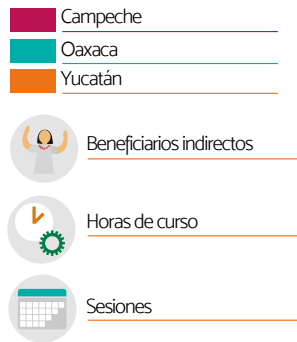 Campeche
Oaxaca
Yucatán
Beneficiarios indirectos
Horas de curso
Sesiones